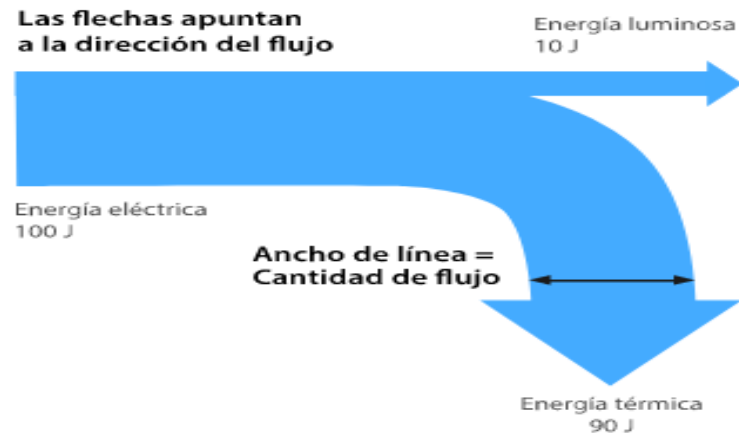 Las flechas apuntan
a la dirección del flujo
Energía luminosa
10 J
Energía eléctrica
100 J
Ancho de línea =
Cantidad de flujo
Energía térmica
90 J